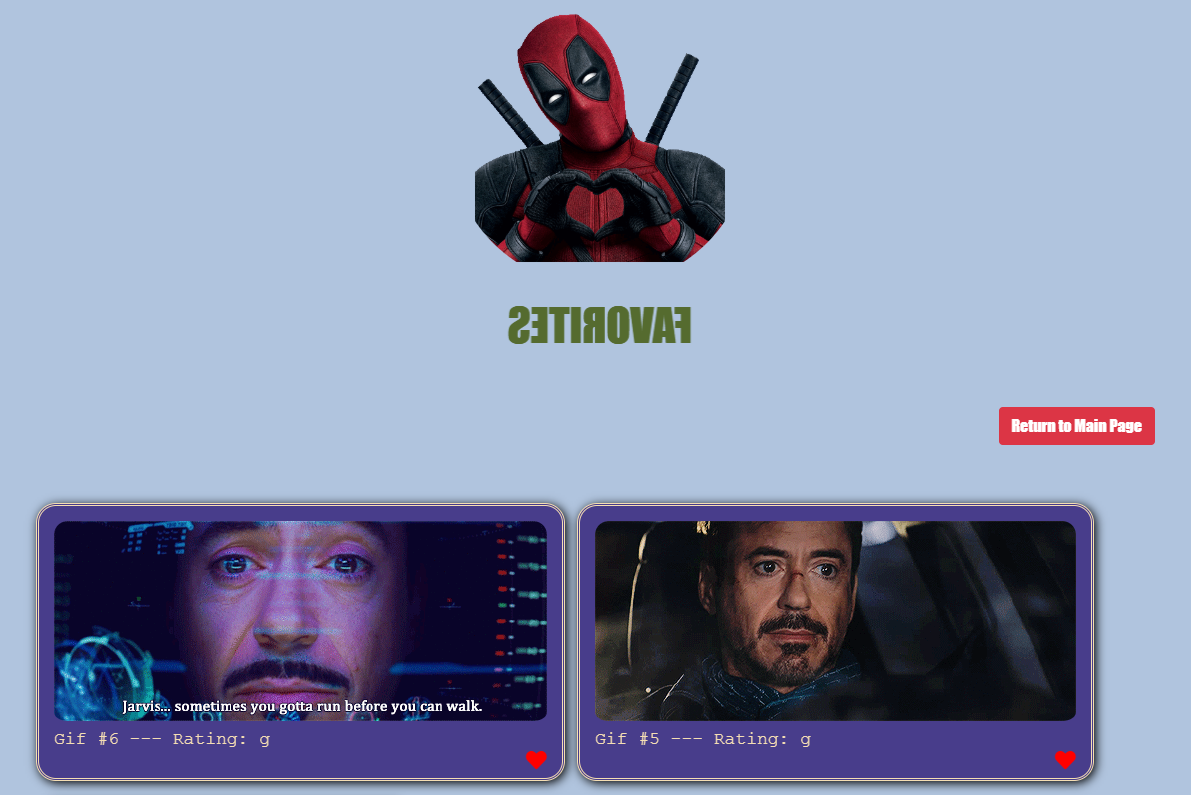 FAVORITES
Return to Main Page
Jarvis... sometimes you gotta run before you can walk.
Gif #6 --- Rating: g
Gif #5 --- Rating: g